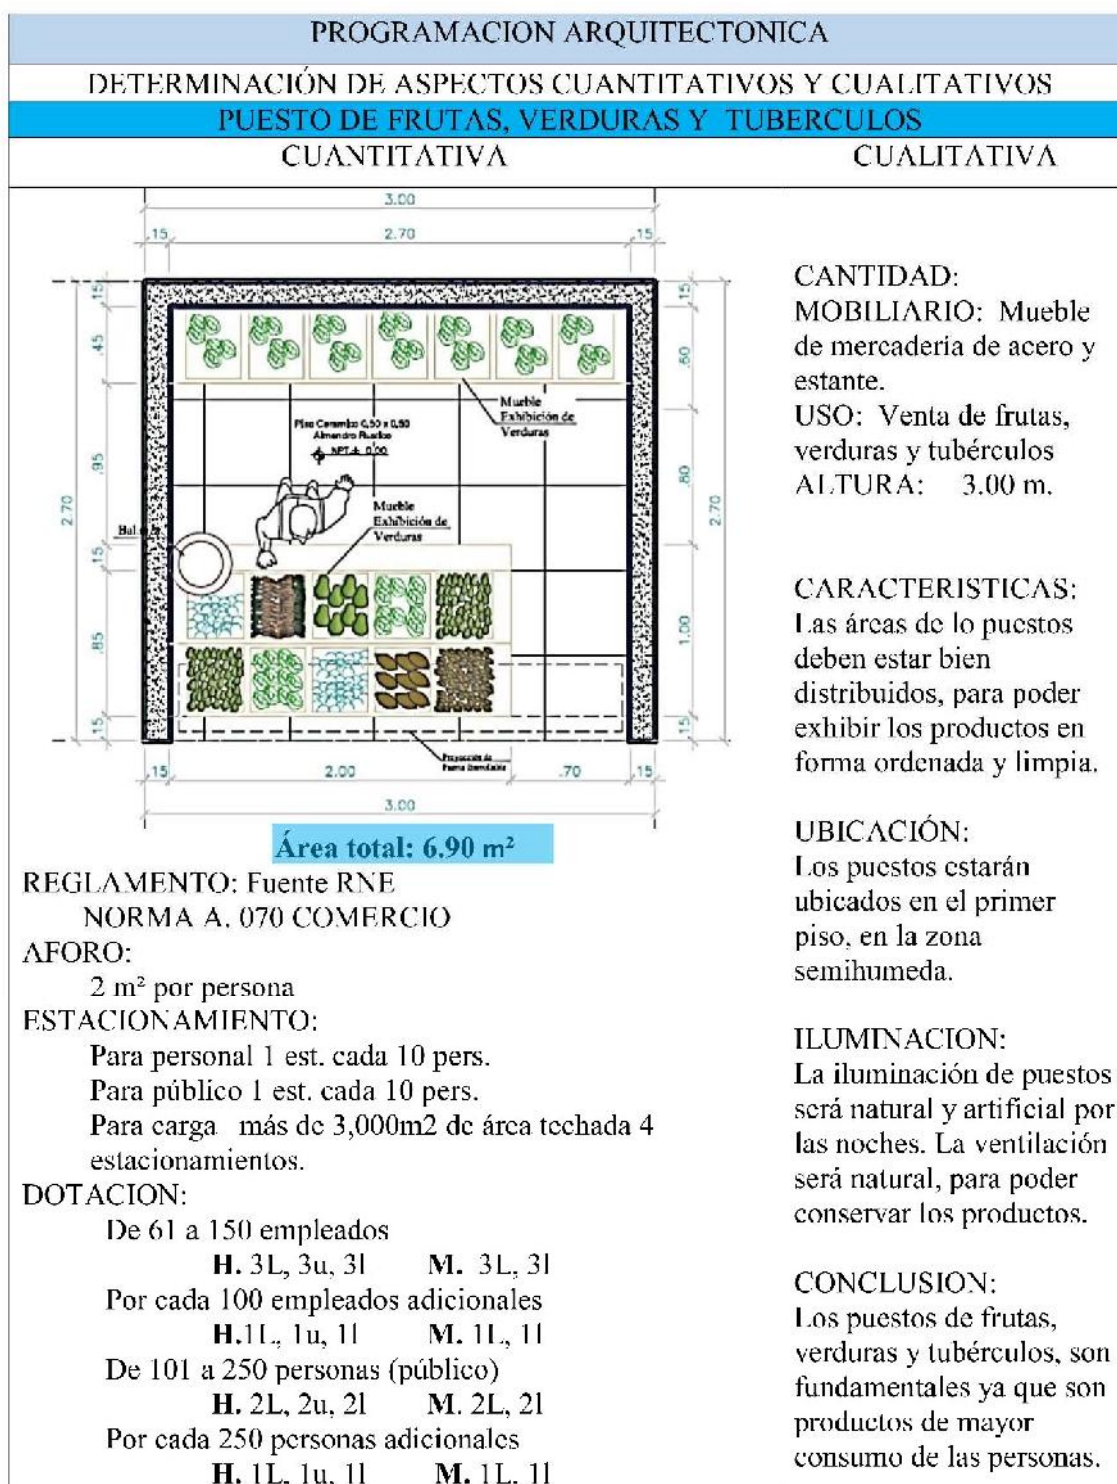 PROGRAMACION ARQUITECTONICA
DETERMINACIÓN DE ASPECTOS CUANTITATIVOS Y CUALITATIVOS
PUESTO DE FRUTAS, VERDURAS Y TUBERCULOS
CUANTITATIVA
CUALITATIVA
3.00
.15
2.70
.15
.15
.45
.95
.15
.85
.15
2.70
.15
.60
.80
1.00
.15
2.70
Mueble
Exhibición de
Verduras
Piso Ceramico 0,50 x 0,50
Almendro Rustico
NPT.± 0.00
Mueble
Exhibición de
Verduras
Proyección de
.15
2.00
.70
.15
3.00
Área total: 6.90 m²
REGLAMENTO: Fuente RNE
NORMA A. 070 COMERCIO
AFORO:
2 m² por persona
ESTACIONAMIENTO:
Para personal 1 est. cada 10 pers.
Para público 1 est. cada 10 pers.
Para carga más de 3,000m2 de área techada 4
estacionamientos.
DOTACION:
De 61 a 150 empleados
H. 3L, 3u, 3l M. 3L, 3l
Por cada 100 empleados adicionales
H.1L, 1u, 1l M. 1L, 1l
De 101 a 250 personas (público)
H. 2L, 2u, 2l M. 2L, 2l
Por cada 250 personas adicionales
H. 1L, 1u, 1l M. 1L, 1l
CANTIDAD:
MOBILIARIO: Mueble
de mercaderia de acero y
estante.
USO: Venta de frutas,
verduras y tubérculos
ALTURA: 3.00 m.
CARACTERISTICAS:
Las áreas de lo puestos
deben estar bien
distribuidos, para poder
exhibir los productos en
forma ordenada y limpia.
UBICACIÓN:
Los puestos estarán
ubicados en el primer
piso, en la zona
semihumeda.
ILUMINACION:
La iluminación de puestos
será natural y artificial por
las noches. La ventilación
será natural, para poder
conservar los productos.
CONCLUSION:
Los puestos de frutas,
verduras y tubérculos, son
fundamentales ya que son
productos de mayor
consumo de las personas.